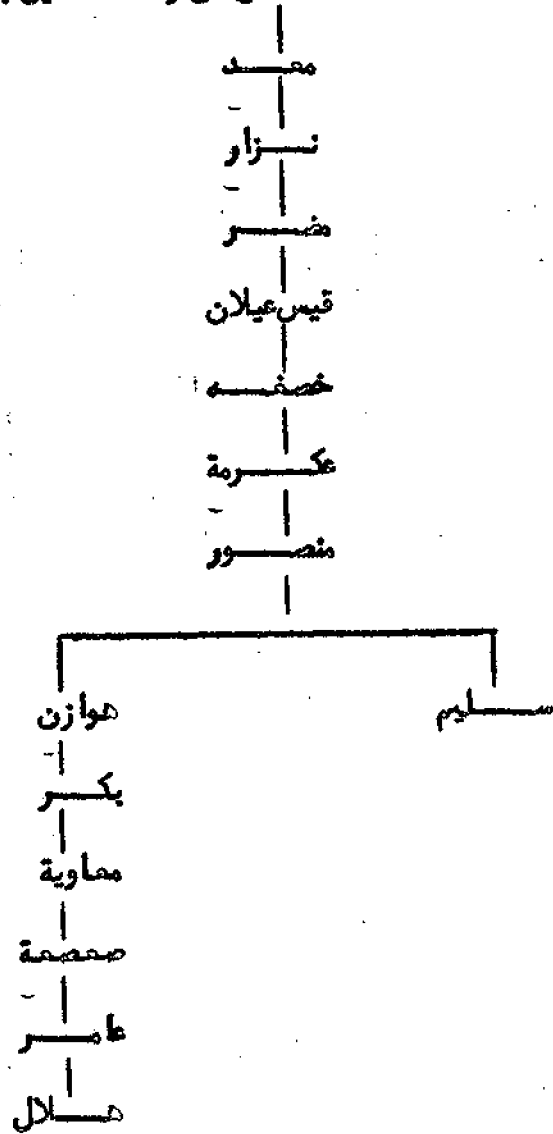 معد
نزار
مضر
قيس عيلان
خصفه
عكرمة
منصور
سليم هوازن
بكر
معاوية
صعصعة
عامر
هلال